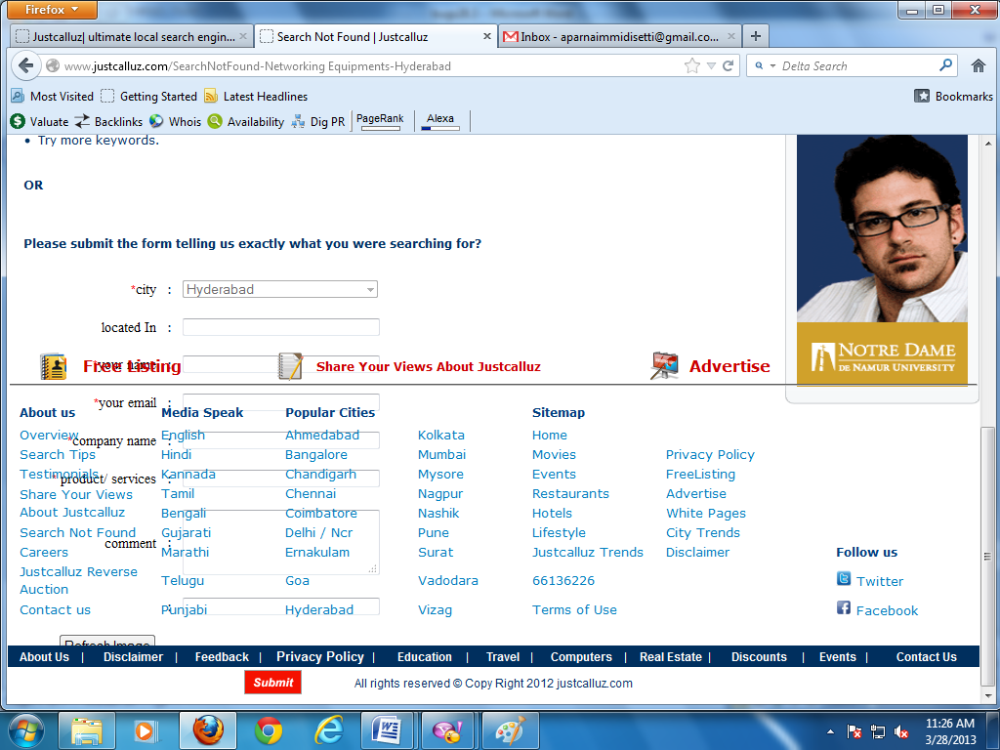 Firefox
Justcalluz| ultimate local search engin...
Search Not Found | Justcalluz
Inbox - aparnaimmidisetti@gmail.co...
www.justcalluz.com/SearchNotFound-Networking Equipments-Hyderabad
Delta Search
Most Visited Getting Started Latest Headlines
Bookmarks
Valuate Backlinks Whois Availability Dig PR PageRank Alexa
• Try more keywords.
OR
Please submit the form telling us exactly what you were searching for?
*city : Hyderabad
located In :
*your name :
Free Listing Share Your Views About Justcalluz Advertise
NOTRE DAME
DE NAMUR UNIVERSITY
*your email :
*company name :
*product/ services :
comment :
:
About us
Overview
Search Tips
Testimonials
Share Your Views
About Justcalluz
Search Not Found
Careers
Justcalluz Reverse
Auction
Contact us
Media Speak
English
Hindi
Kannada
Tamil
Bengali
Gujarati
Marathi
Telugu
Punjabi
Popular Cities
Ahmedabad
Bangalore
Chandigarh
Chennai
Coimbatore
Delhi / Ncr
Ernakulam
Goa
Hyderabad
Kolkata
Mumbai
Mysore
Nagpur
Nashik
Pune
Surat
Vadodara
Vizag
Sitemap
Home
Movies
Events
Restaurants
Hotels
Lifestyle
Justcalluz Trends
66136226
Terms of Use
Privacy Policy
FreeListing
Advertise
White Pages
City Trends
Disclaimer
Follow us
Twitter
Facebook
Refresh Image
About Us | Disclaimer | Feedback | Privacy Policy | Education | Travel | Computers | Real Estate | Discounts | Events | Contact Us
Submit
All rights reserved © Copy Right 2012 justcalluz.com
11:26 AM
3/28/2013